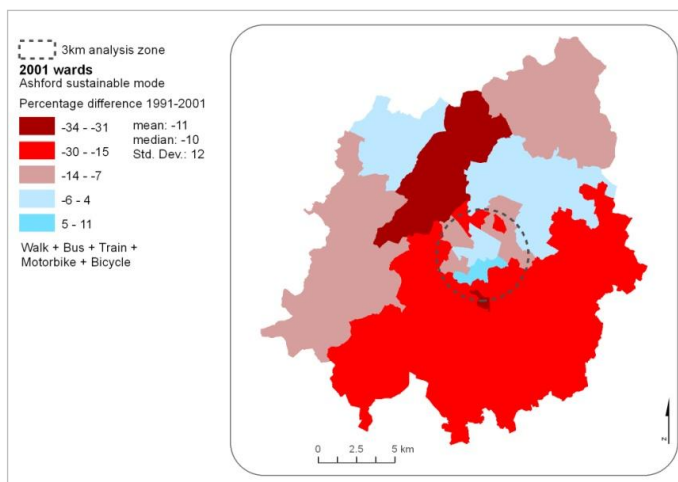 3km analysis zone
2001 wards
Ashford sustainable mode
Percentage difference 1991-2001
-34 - -31
-30 - -15
-14 - -7
-6 - 4
5 - 11
mean: -11
median: -10
Std. Dev.: 12
Walk + Bus + Train +
Motorbike + Bicycle
0 2.5 5 km
N